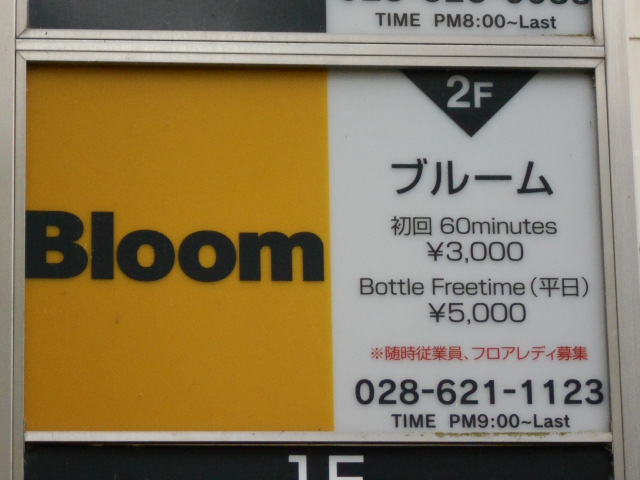 TIME PM8:00~Last
2F
Bloom
ブルーム
初回 60minutes
¥3,000
Bottle Freetime（平日）
¥5,000
※随時従業員、フロアレディ募集
028-621-1123
TIME PM9:00~Last
1F